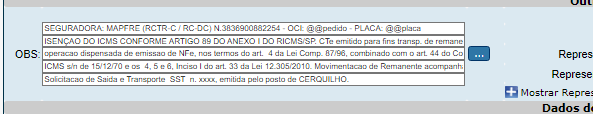 Outr
SEGURADORA: MAPFRE (RCTR-C / RC-DC) N.3836900882254 - OCI: @@pedido - PLACA: @@placa
ISENÇAO DO ICMS CONFORME ARTIGO 89 DO ANEXO I DO RICMS/SP. CTe emitido para fins transp. de remane
OBS: operacao dispensada de emissao de NFe, nos termos do art. 4 da Lei Comp. 87/96, combinado com o art. 44 do Co ...
Repres
ICMS s/n de 15/12/70 e os 4, 5 e 6, Inciso I do art. 33 da Lei 12.305/2010. Movimentacao de Remanente acompanh
Represe
Solicitacao de Saida e Transporte SST n. xxxx, emitida pelo posto de CERQUILHO.
Mostrar Repres
Dados do